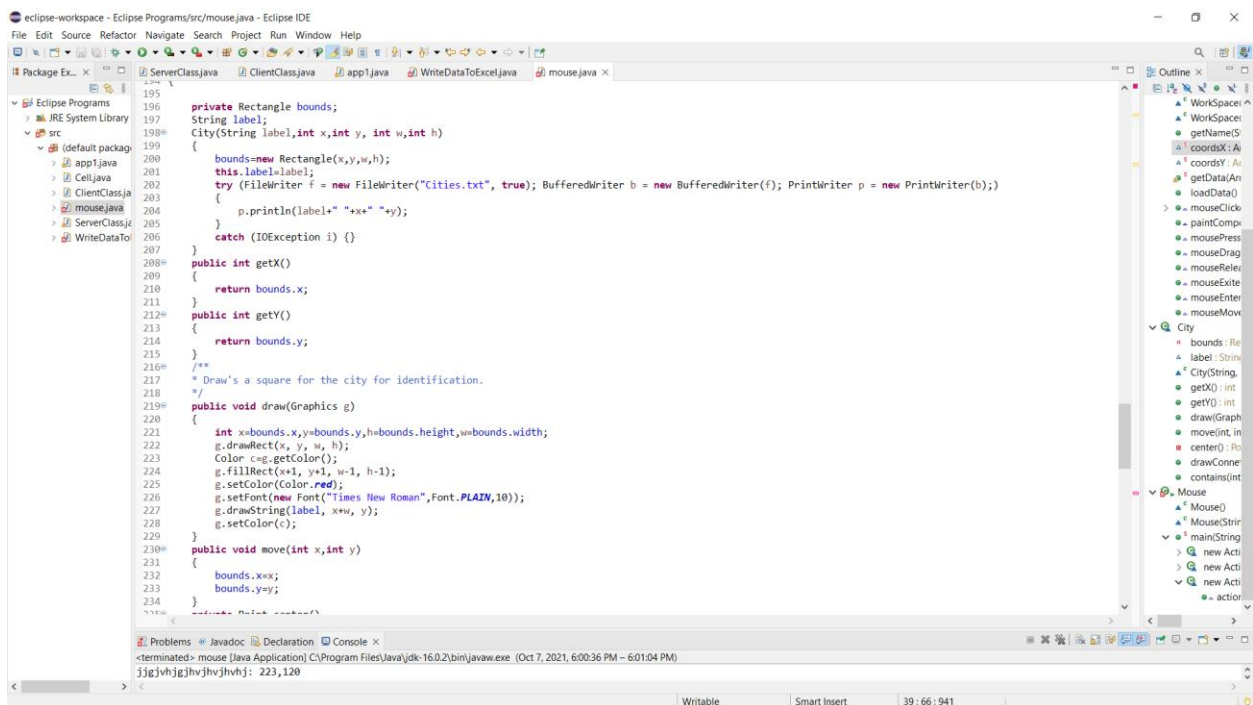 eclipse-workspace - Eclipse Programs/src/mouse.java - Eclipse IDE
File Edit Source Refactor Navigate Search Project Run Window Help
Package Ex...
ServerClass.java ClientClass.java app1.java WriteDataToExcel.java mouse.java
Outline
Eclipse Programs
JRE System Library
src
(default packag
app1.java
Cell.java
ClientClass.ja
mouse.java
ServerClass.ja
WriteDataTo
194 {
195
196 private Rectangle bounds;
197 String label;
198 City(String label,int x,int y, int w,int h)
199 {
200 bounds=new Rectangle(x,y,w,h);
201 this.label=label;
202 try (FileWriter f = new FileWriter("Cities.txt", true); BufferedWriter b = new BufferedWriter(f); PrintWriter p = new PrintWriter(b);)
203 {
204 p.println(label+" "+x+" "+y);
205 }
206 catch (IOException i) {}
207 }
208 public int getX()
209 {
210 return bounds.x;
211 }
212 public int getY()
213 {
214 return bounds.y;
215 }
216 /**
217 * Draw's a square for the city for identification.
218 */
219 public void draw(Graphics g)
220 {
221 int x=bounds.x,y=bounds.y,h=bounds.height,w=bounds.width;
222 g.drawRect(x, y, w, h);
223 Color c=g.getColor();
224 g.fillRect(x+1, y+1, w-1, h-1);
225 g.setColor(Color.red);
226 g.setFont(new Font("Times New Roman",Font.PLAIN,10));
227 g.drawString(label, x+w, y);
228 g.setColor(c);
229 }
230 public void move(int x,int y)
231 {
232 bounds.x=x;
233 bounds.y=y;
234 }
235 private Point center()
WorkSpace
WorkSpace
getName(S
coordsX : A
coordsY : A
getData(Arr
loadData()
mouseClick
paintCompo
mousePress
mouseDrag
mouseRelea
mouseExite
mouseEnter
mouseMove
City
bounds : Re
label : String
City(String,
getX() : int
getY() : int
draw(Graph
move(int, in
center() : Po
drawConne
contains(int
Mouse
Mouse()
Mouse(Strin
main(String
new Acti
new Acti
new Acti
action
Problems Javadoc Declaration Console
<terminated> mouse [Java Application] C:\Program Files\Java\jdk-16.0.2\bin\javaw.exe (Oct 7, 2021, 6:00:36 PM – 6:01:04 PM)
jjgjvhjgjhvjhvjhvhj: 223,120
Writable Smart Insert 39 : 66 : 941